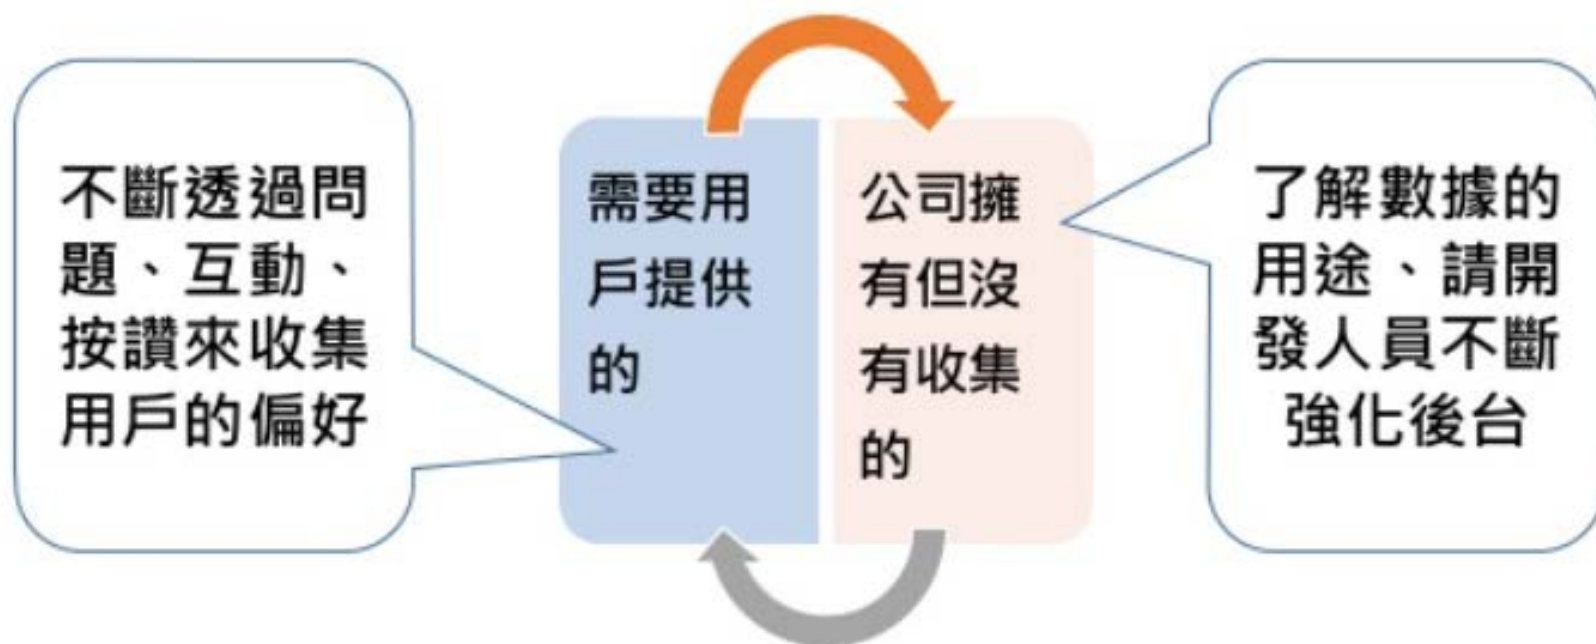 不斷透過問
題、互動、
按讚來收集
用戶的偏好
需要用
戶提供
的
公司擁
有但沒
有收集
的
了解數據的
用途、請開
發人員不斷
強化後台